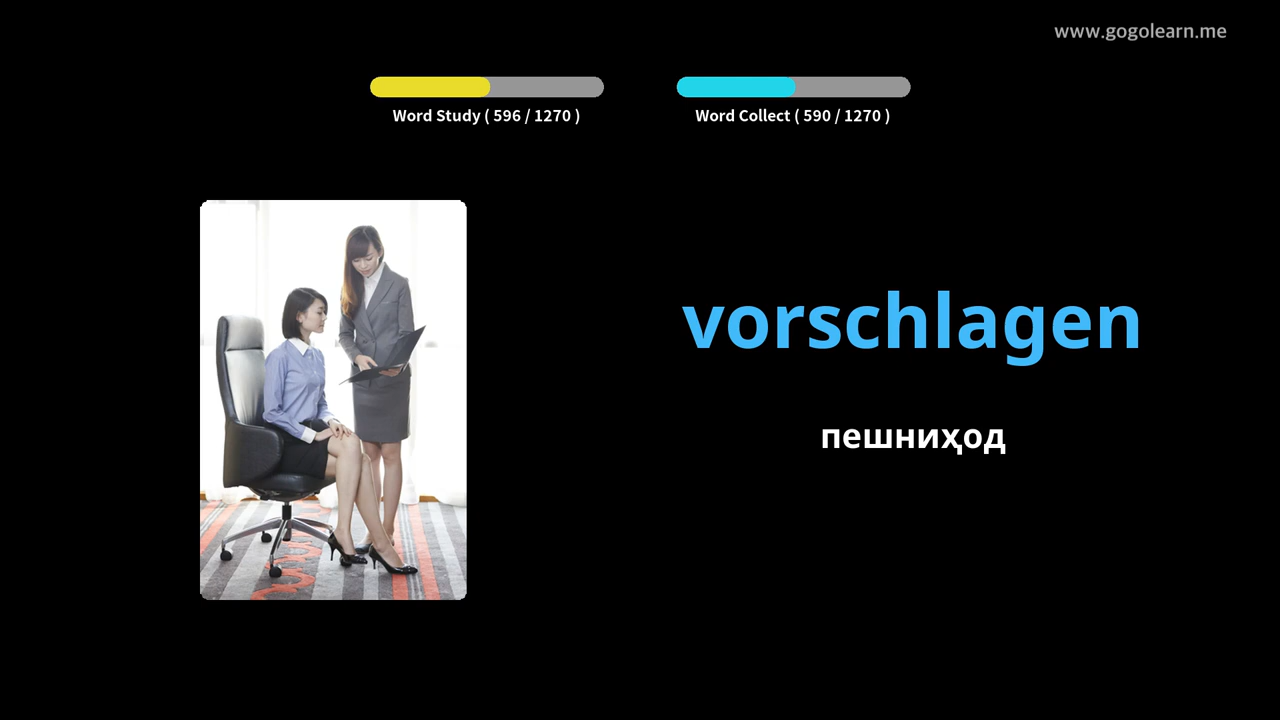 www.gogolearn.me
Word Study ( 596 / 1270 )
Word Collect ( 590 / 1270 )
vorschlagen
пешниҳод